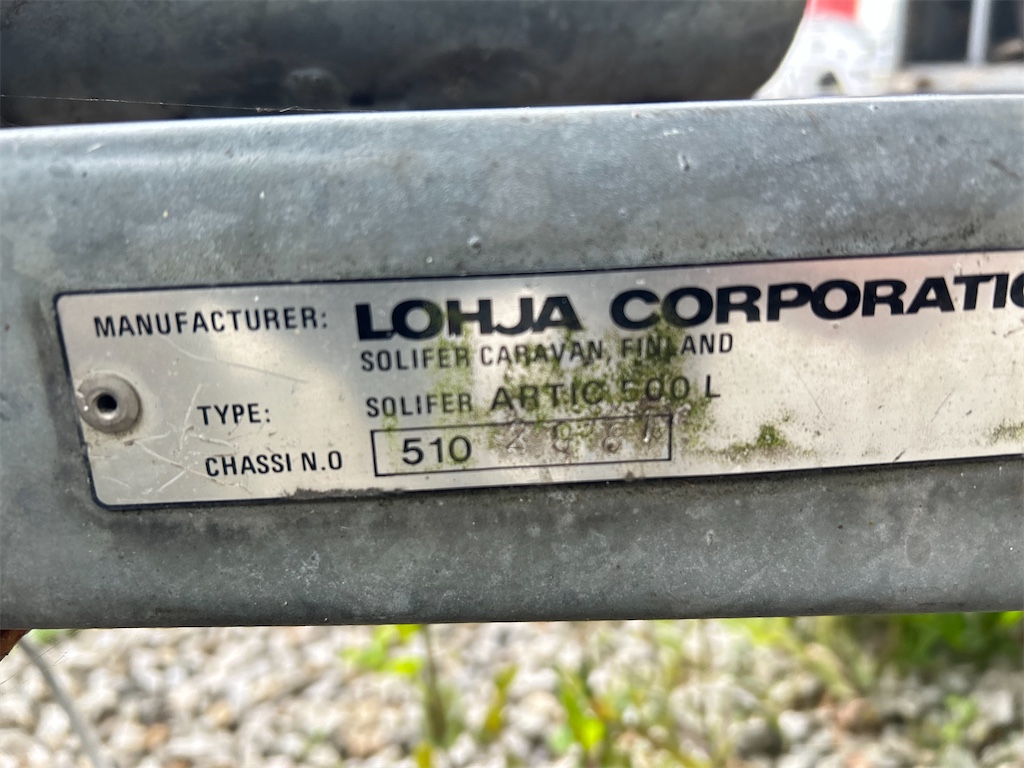 MANUFACTURER: LOHJA CORPORATIO
SOLIFER CARAVAN, FINLAND
TYPE: SOLIFER ARTIC 500 L
CHASSI N.O 510